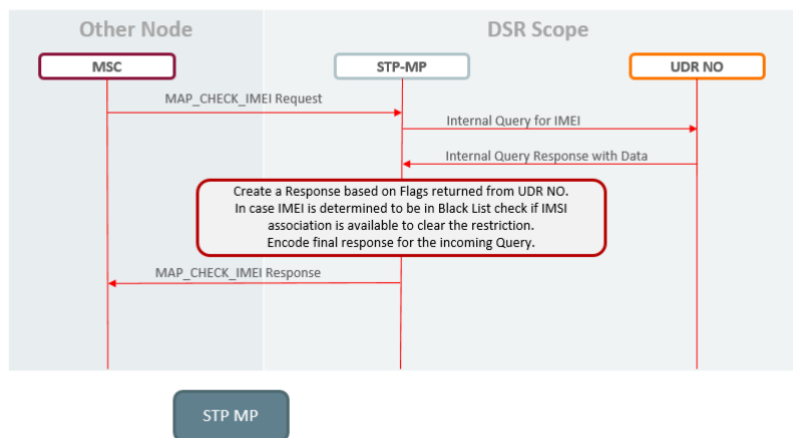 Other Node
DSR Scope
MSC
STP-MP
UDR NO
MAP_CHECK_IMEI Request
Internal Query for IMEI
Internal Query Response with Data
Create a Response based on Flags returned from UDR NO.
In case IMEI is determined to be in Black List check if IMSI
association is available to clear the restriction.
Encode final response for the incoming Query.
MAP_CHECK_IMEI Response
STP MP